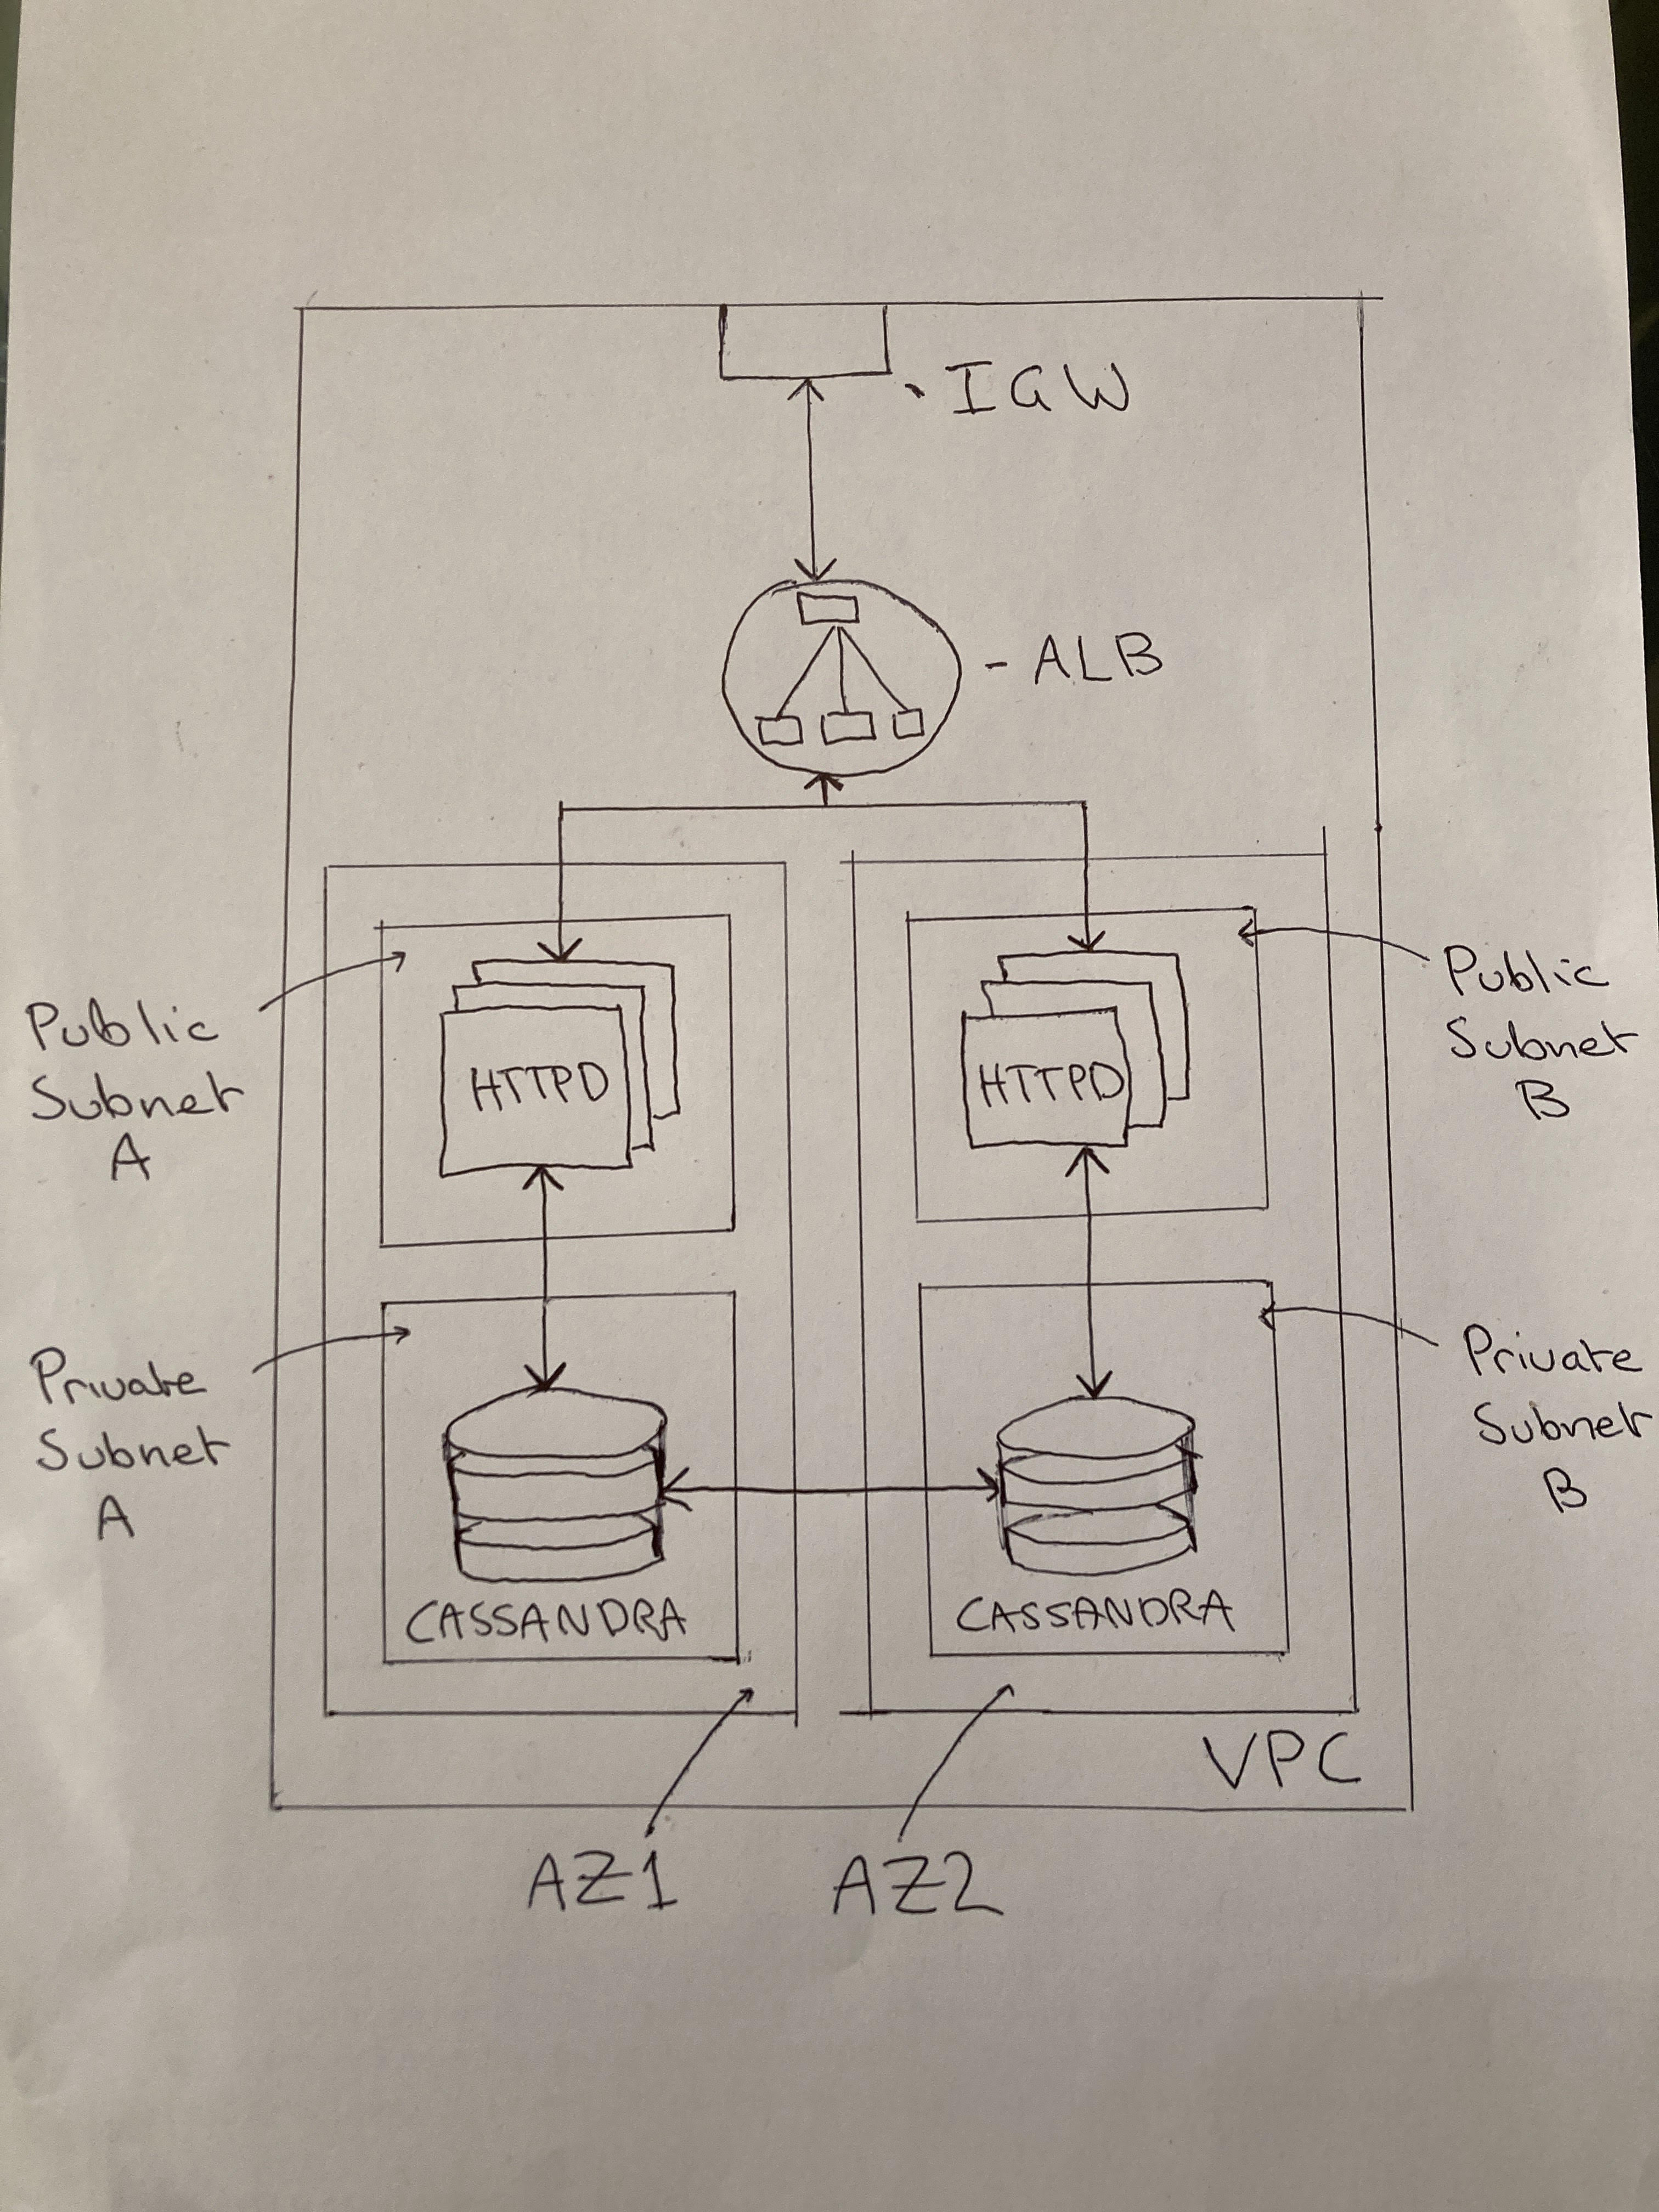 IGW
- ALB
Public
Subnet
A
HTTPD
HTTPD
Public
Subnet
B
Private
Subnet
A
CASSANDRA
CASSANDRA
Private
Subnet
B
VPC
AZ1
AZ2